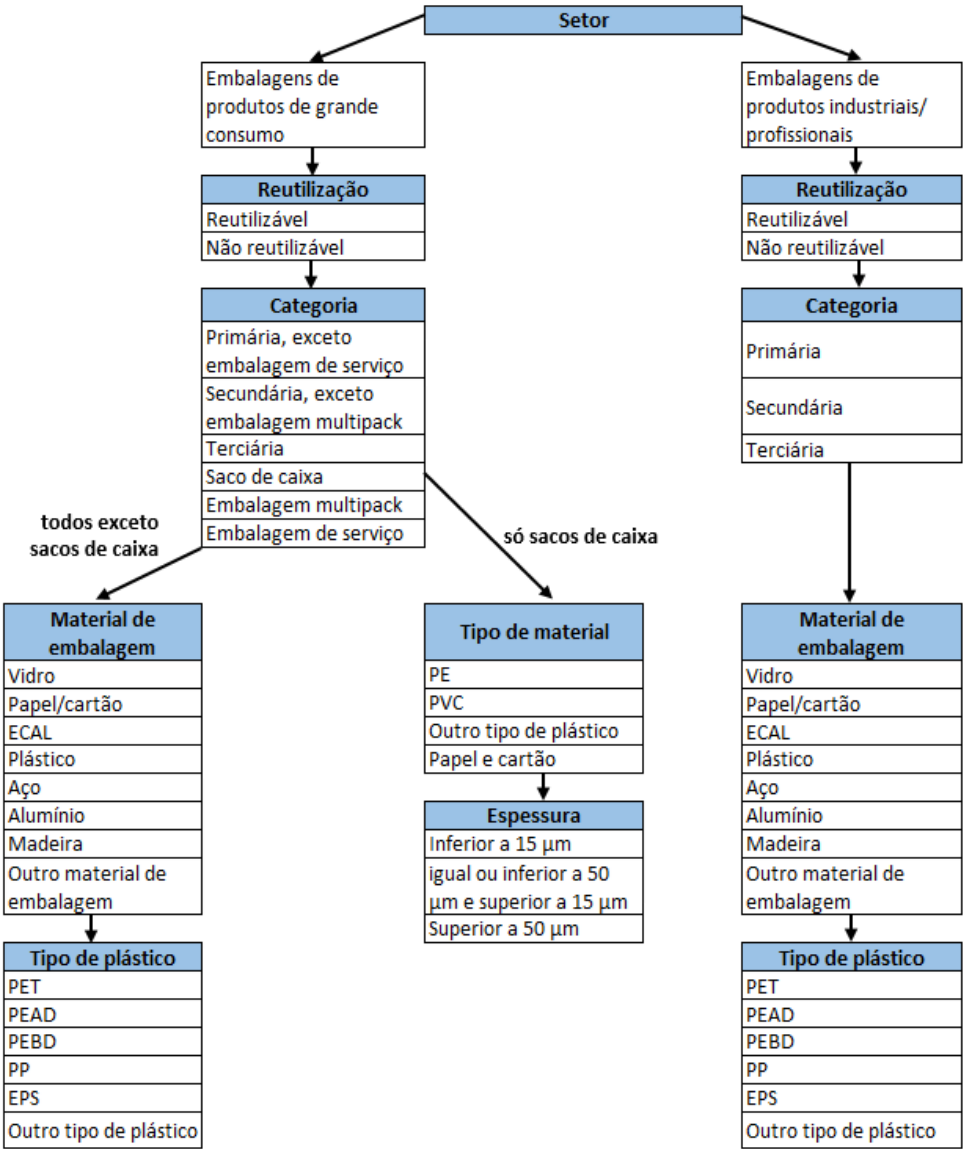 Setor
Embalagens de
produtos de grande
consumo
Reutilização
Reutilizável
Não reutilizável
Categoria
Primária, exceto
embalagem de serviço
Secundária, exceto
embalagem multipack
Terciária
Saco de caixa
Embalagem multipack
Embalagem de serviço
todos exceto
sacos de caixa
Material de
embalagem
Vidro
Papel/cartão
ECAL
Plástico
Aço
Alumínio
Madeira
Outro material de
embalagem
Tipo de plástico
PET
PEAD
PEBD
PP
EPS
Outro tipo de plástico
só sacos de caixa
Tipo de material
PE
PVC
Outro tipo de plástico
Papel e cartão
Espessura
Inferior a 15 µm
igual ou inferior a 50
µm e superior a 15 µm
Superior a 50 µm
Embalagens de
produtos industriais/
profissionais
Reutilização
Reutilizável
Não reutilizável
Categoria
Primária
Secundária
Terciária
Material de
embalagem
Vidro
Papel/cartão
ECAL
Plástico
Aço
Alumínio
Madeira
Outro material de
embalagem
Tipo de plástico
PET
PEAD
PEBD
PP
EPS
Outro tipo de plástico